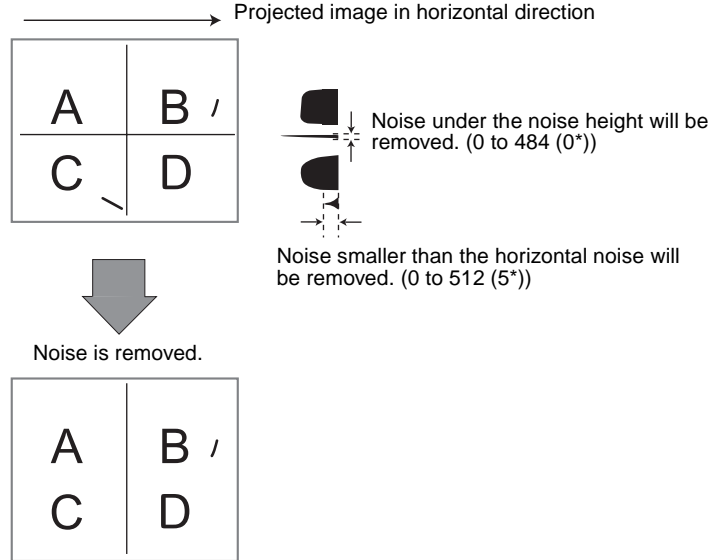 Projected image in horizontal direction
A B
C D
Noise under the noise height will be
removed. (0 to 484 (0*))
Noise smaller than the horizontal noise will
be removed. (0 to 512 (5*))
Noise is removed.
A B
C D